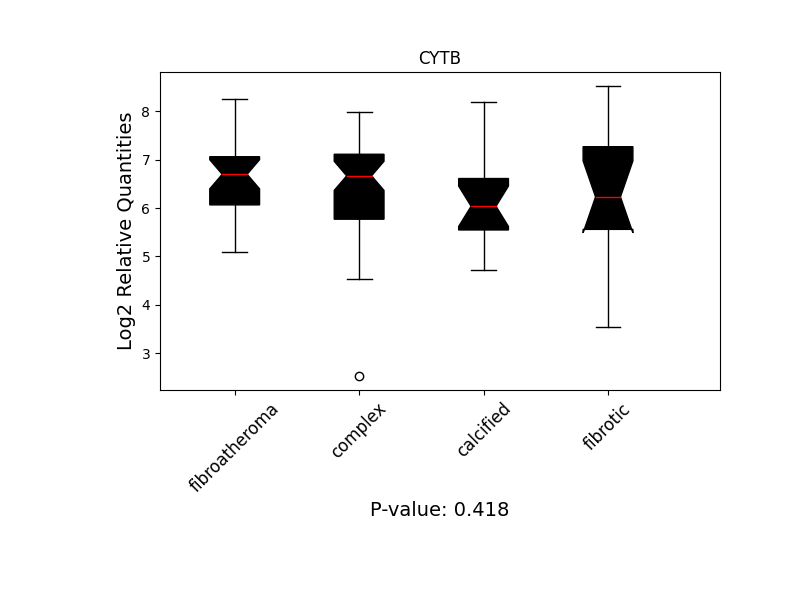 CYTB
Log2 Relative Quantities
8
7
6
5
4
3
fibroatheroma
complex
calcified
fibrotic
P-value: 0.418